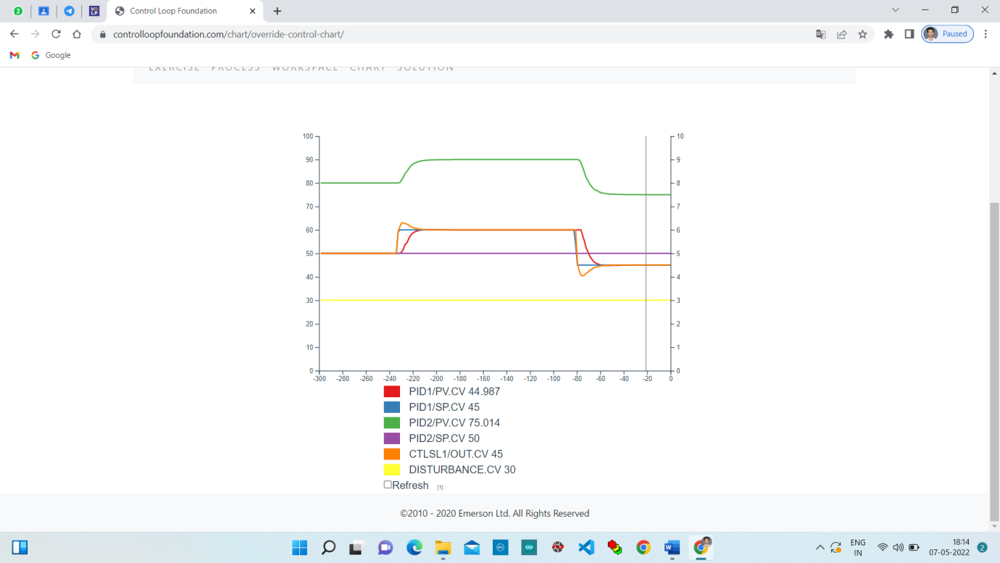 2
VO
LP
Control Loop Foundation
controlloopfoundation.com/chart/override-control-chart/
Paused
Google
EXERCISE PROCESS WORKSPACE CHART SOLUTION
100
90
80
70
60
50
40
30
20
10
0
10
9
8
7
6
5
4
3
2
1
0
-300 -280 -260 -240 -220 -200 -180 -160 -140 -120 -100 -80 -60 -40 -20 0
PID1/PV.CV 44.987
PID1/SP.CV 45
PID2/PV.CV 75.014
PID2/SP.CV 50
CTLSL1/OUT.CV 45
DISTURBANCE.CV 30
Refresh [1]
©2010 - 2020 Emerson Ltd. All Rights Reserved
ENG
IN
18:14
07-05-2022
2